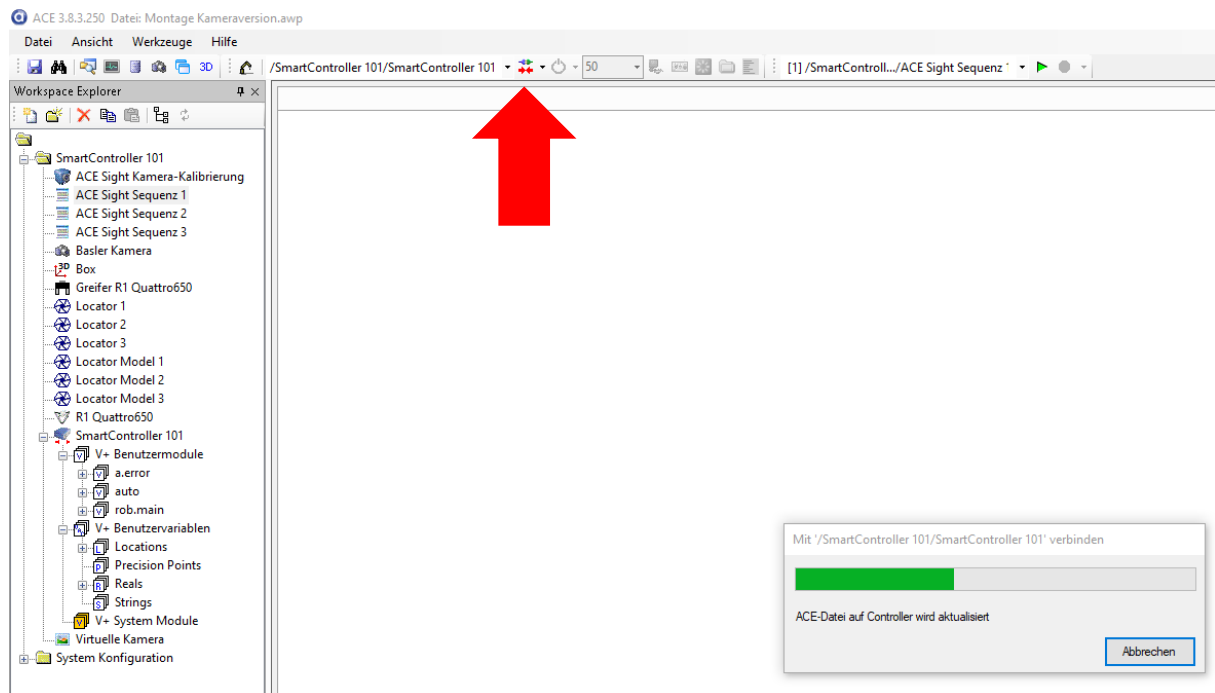 ACE 3.8.3.250 Datei: Montage Kameraversion.awp
Datei Ansicht Werkzeuge Hilfe
3D /SmartController 101/SmartController 101 50 [1] /SmartControll.../ACE Sight Sequenz
Workspace Explorer
SmartController 101
ACE Sight Kamera-Kalibrierung
ACE Sight Sequenz 1
ACE Sight Sequenz 2
ACE Sight Sequenz 3
Basler Kamera
3D Box
Greifer R1 Quattro650
Locator 1
Locator 2
Locator 3
Locator Model 1
Locator Model 2
Locator Model 3
R1 Quattro650
SmartController 101
V V+ Benutzermodule
V a.error
V auto
V rob.main
V+ Benutzervariablen
L Locations
P Precision Points
R Reals
S Strings
V V+ System Module
Virtuelle Kamera
System Konfiguration
Mit '/SmartController 101/SmartController 101' verbinden
ACE-Datei auf Controller wird aktualisiert
Abbrechen